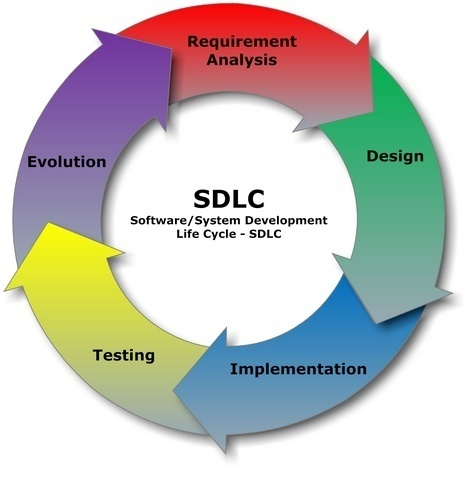 Requirement
Analysis
Design
Implementation
Testing
Evolution
SDLC
Software/System Development
Life Cycle - SDLC